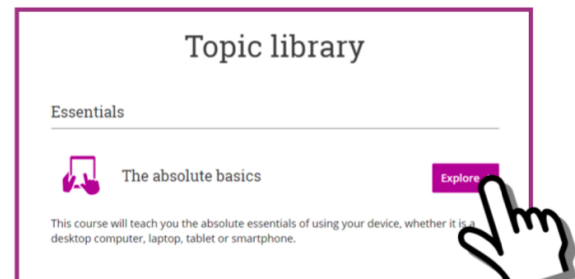 Topic library
Essentials
The absolute basics
Explore
This course will teach you the absolute essentials of using your device, whether it is a
desktop computer, laptop, tablet or smartphone.